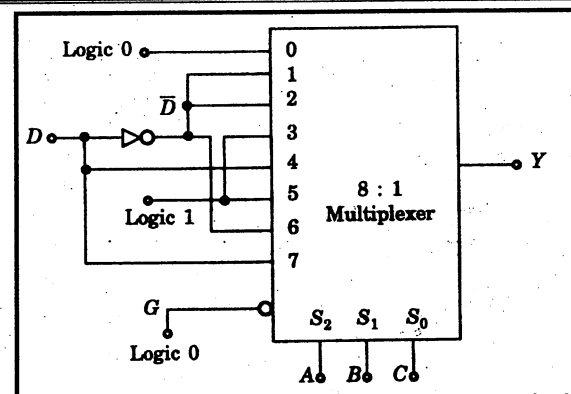 Logic 0
0
1
D̅
2
D
3
4
Y
5
8 : 1
Logic 1
Multiplexer
6
7
G
S₂ S₁ S₀
Logic 0
A B C